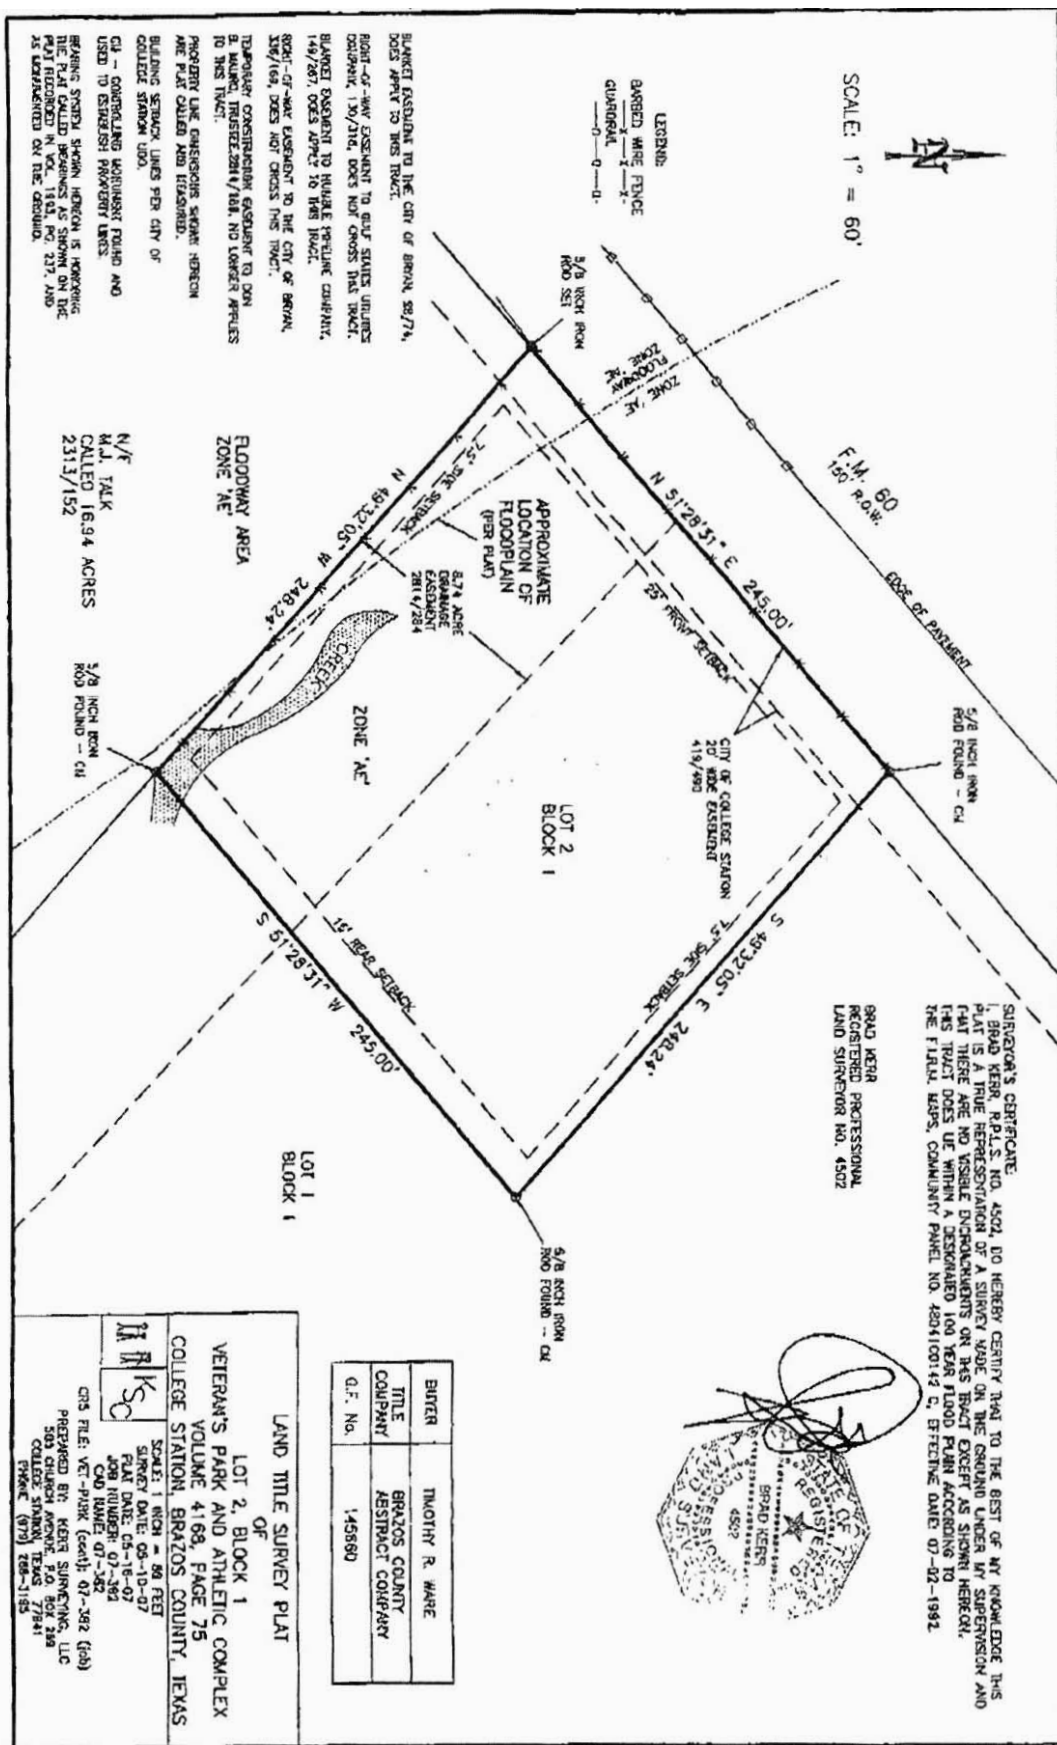 SCALE: 1" = 60'
N
LEGEND:
BARBED WIRE FENCE
—X—X—X—
GUARDRAIL
—□—□—□—
BLANKET EASEMENT TO THE CITY OF BRYAN, 98/74,
DOES APPLY TO THIS TRACT.
RIGHT-OF-WAY EASEMENT TO GULF STATES UTILITIES
COMPANY, 130/318, DOES NOT CROSS THIS TRACT.
BLANKET EASEMENT TO HUMBLE PIPELINE COMPANY,
149/267, DOES APPLY TO THIS TRACT.
RIGHT-OF-WAY EASEMENT TO THE CITY OF BRYAN,
DOES NOT CROSS THIS TRACT.
TEMPORARY CONSTRUCTION EASEMENT TO DON
B. MAURO, TRUSTEE, NO LONGER APPLIES
TO THIS TRACT.
PROPERTY LINE DIMENSIONS SHOWN HEREON
ARE PLAT CALLED AND MEASURED.
BUILDING SETBACK LINES PER CITY OF
COLLEGE STATION UDO.
CM - CONTROLLING MONUMENT FOUND AND
USED TO ESTABLISH PROPERTY LINES.
BEARING SYSTEM SHOWN HEREON IS HONORING
THE PLAT CALLED BEARINGS AS SHOWN ON THE
PLAT RECORDED IN VOL. PG. 237, AND
AS MONUMENTED ON THE GROUND.
5/8 INCH IRON
ROD SET
ZONE 'AE'
FLOODWAY
ZONE 'AE'
F.M. 60
150' R.O.W.
EDGE OF PAVEMENT
5/8 INCH IRON
ROD FOUND - CM
N 51°28'31" E 245.00'
25' FRONT SETBACK
7.5' SIDE SETBACK
APPROXIMATE
LOCATION OF
FLOODPLAIN
(PER PLAT)
8.74 ACRE
DRAINAGE
EASEMENT
2814/284
CITY OF COLLEGE STATION
20' WIDE EASEMENT
419/490
N 49°32'05" W 248.24'
CREEK
ZONE 'AE'
LOT 2
BLOCK 1
7.5' SIDE SETBACK
S 49°32'05" E 248.24'
15' REAR SETBACK
S 51°28'31" W 245.00'
FLOODWAY AREA
ZONE 'AE'
N/F
M.J. TALK
CALLED 16.94 ACRES
2313/152
5/8 INCH IRON
ROD FOUND - CM
LOT 1
BLOCK 1
5/8 INCH IRON
ROD FOUND - CM
SURVEYOR'S CERTIFICATE:
I, BRAD KERR, R.P.L.S. NO. 4502, DO HEREBY CERTIFY THAT TO THE BEST OF MY KNOWLEDGE THIS
PLAT IS A TRUE REPRESENTATION OF A SURVEY MADE ON THE GROUND UNDER MY SUPERVISION AND
THAT THERE ARE NO VISIBLE ENCROACHMENTS ON THIS TRACT EXCEPT AS SHOWN HEREON.
THIS TRACT DOES LIE WITHIN A DESIGNATED 100 YEAR FLOOD PLAIN ACCORDING TO
THE F.I.R.M. MAPS, COMMUNITY PANEL NO. C, EFFECTIVE DATE: 07-02-1992.
BRAD KERR
REGISTERED PROFESSIONAL
LAND SURVEYOR NO. 4502
STATE OF
REGISTERED
BRAD KERR
4502
BUYER TIMOTHY R. WARE
TITLE COMPANY BRAZOS COUNTY ABSTRACT COMPANY
G.F. No. 145660
LAND TITLE SURVEY PLAT
OF
LOT 2, BLOCK 1
VETERAN'S PARK AND ATHLETIC COMPLEX
VOLUME 4168, PAGE 75
COLLEGE STATION, BRAZOS COUNTY, TEXAS
KSC
SCALE: 1 INCH = 60 FEET
SURVEY DATE: 05-10-07
PLAT DATE: 05-16-07
JOB NUMBER: 07-382
CAD NAME: 07-382
CR5 FILE: VET-PARK (cont); 07-382 (job)
PREPARED BY: KERR SURVEYING, LLC
505 CHURCH AVENUE, P.O. BOX 269
COLLEGE STATION, TEXAS 77841
PHONE (979) 268-3195